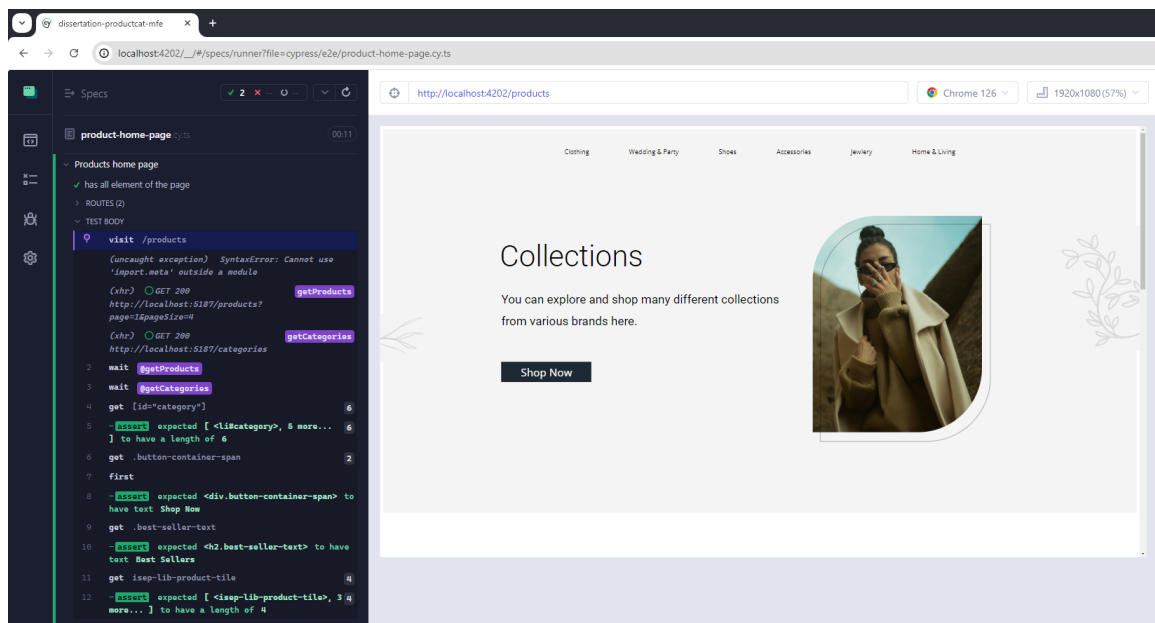 dissertation-productcat-mfe
localhost:4202/__/#/specs/runner?file=cypress/e2e/product-home-page.cy.ts
Specs
2 -- --
http://localhost:4202/products
Chrome 126
1920x1080 (57%)
product-home-page.cy.ts
00:11
Products home page
has all element of the page
ROUTES (2)
TEST BODY
visit /products
(uncaught exception) SyntaxError: Cannot use
'import.meta' outside a module
(xhr) GET 200 getProducts
http://localhost:5187/products?
page=1&pageSize=4
(xhr) GET 200 getCategories
http://localhost:5187/categories
2 wait @getProducts
3 wait @getCategories
4 get [id="category"] 6
5 -assert expected [ <li#category>, 5 more... 6
] to have a length of 6
6 get .button-container-span 2
7 first
8 -assert expected <div.button-container-span> to
have text Shop Now
9 get .best-seller-text
10 -assert expected <h2.best-seller-text> to have
text Best Sellers
11 get isep-lib-product-tile 4
12 -assert expected [ <isep-lib-product-tile>, 3 4
more... ] to have a length of 4
Clothing Wedding & Party Shoes Accessories Jewlery Home & Living
Collections
You can explore and shop many different collections
from various brands here.
Shop Now